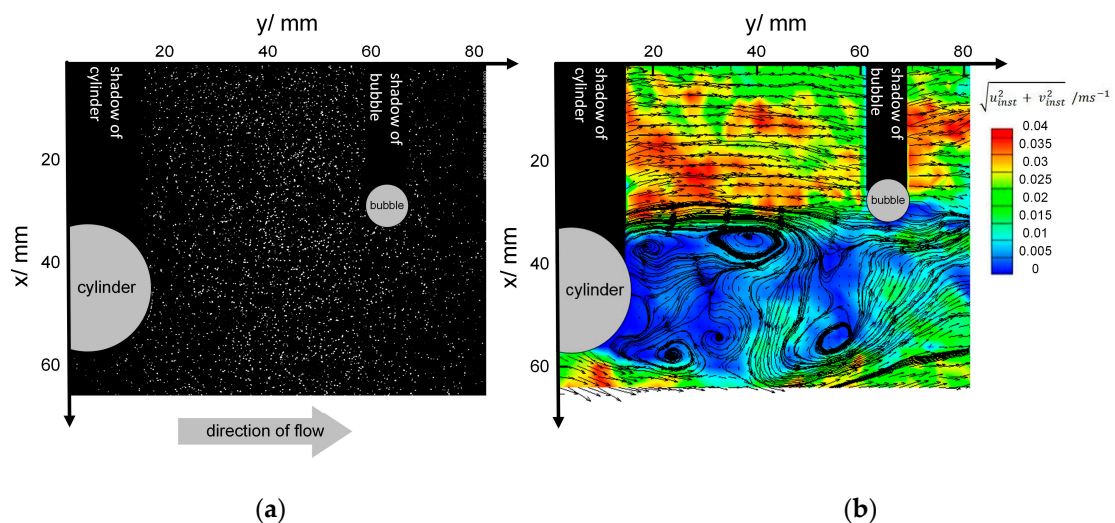 y/ mm
20 40 60 80
shadow of
cylinder
shadow of
bubble
x/ mm
20
40
60
bubble
cylinder
direction of flow
(a)
y/ mm
20 40 60 80
shadow of
cylinder
shadow of
bubble
x/ mm
20
40
60
bubble
cylinder
√u²inst + v²inst /ms⁻¹
0.04
0.035
0.03
0.025
0.02
0.015
0.01
0.005
0
(b)